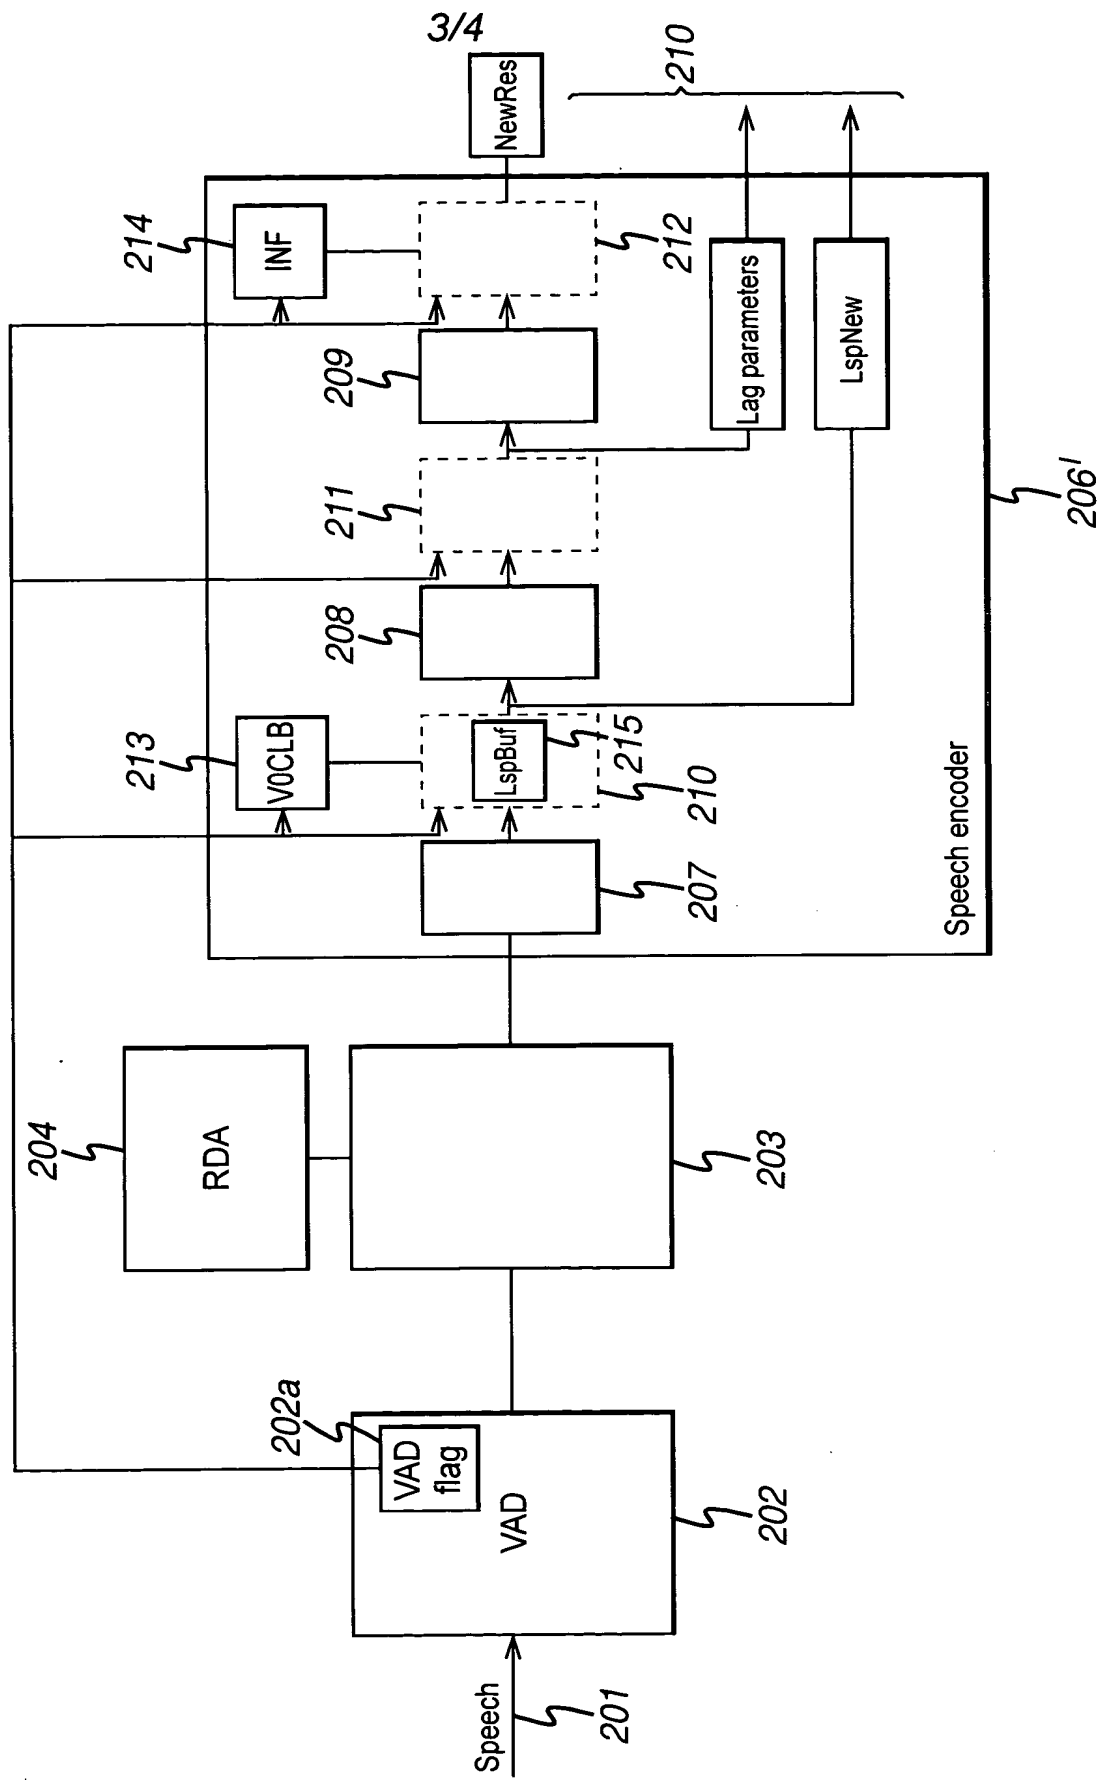 3/4
Speech
201
VAD
VAD
flag
202a
202
RDA
204
203
207
V0CLB
213
LspBuf
215
210
208
211
209
INF
214
212
NewRes
Lag parameters
LspNew
210
Speech encoder
206'